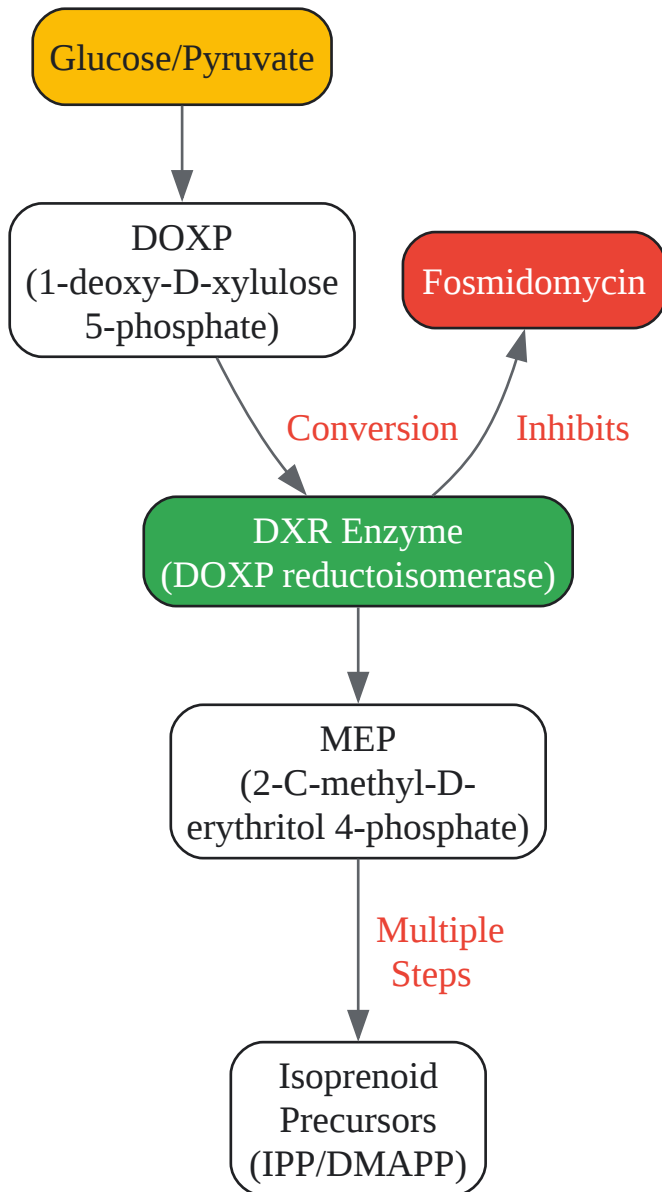 Glucose/Pyruvate
DOXP
(1-deoxy-D-xylulose
5-phosphate)
Fosmidomycin
Conversion
Inhibits
DXR Enzyme
(DOXP reductoisomerase)
MEP
(2-C-methyl-D-
erythritol 4-phosphate)
Multiple
Steps
Isoprenoid
Precursors
(IPP/DMAPP)